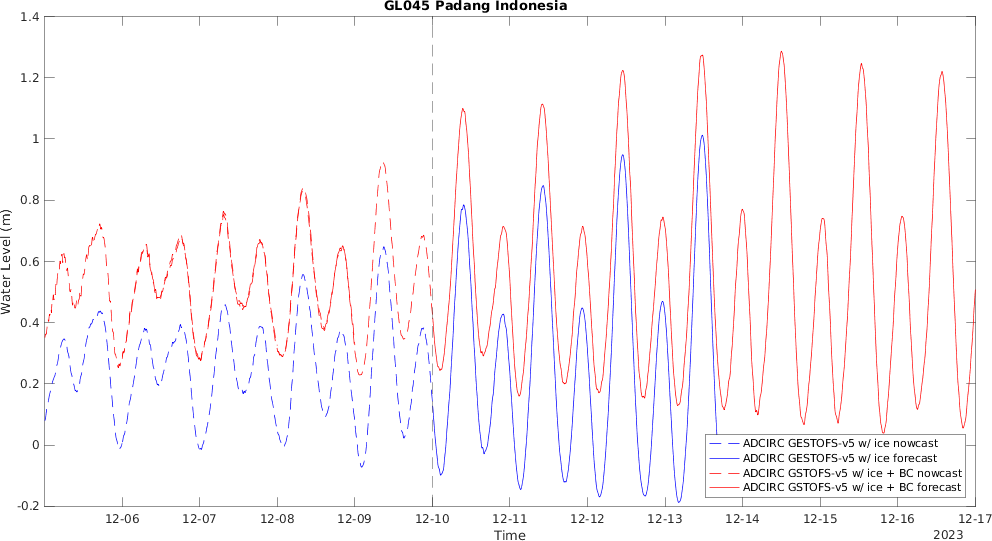 GL045 Padang Indonesia
1.4
1.2
1
0.8
0.6
0.4
0.2
0
-0.2
Water Level (m)
ADCIRC GESTOFS-v5 w/ ice nowcast
ADCIRC GESTOFS-v5 w/ ice forecast
ADCIRC GSTOFS-v5 w/ ice + BC nowcast
ADCIRC GSTOFS-v5 w/ ice + BC forecast
12-06 12-07 12-08 12-09 12-10 12-11 12-12 12-13 12-14 12-15 12-16 12-17
Time
2023